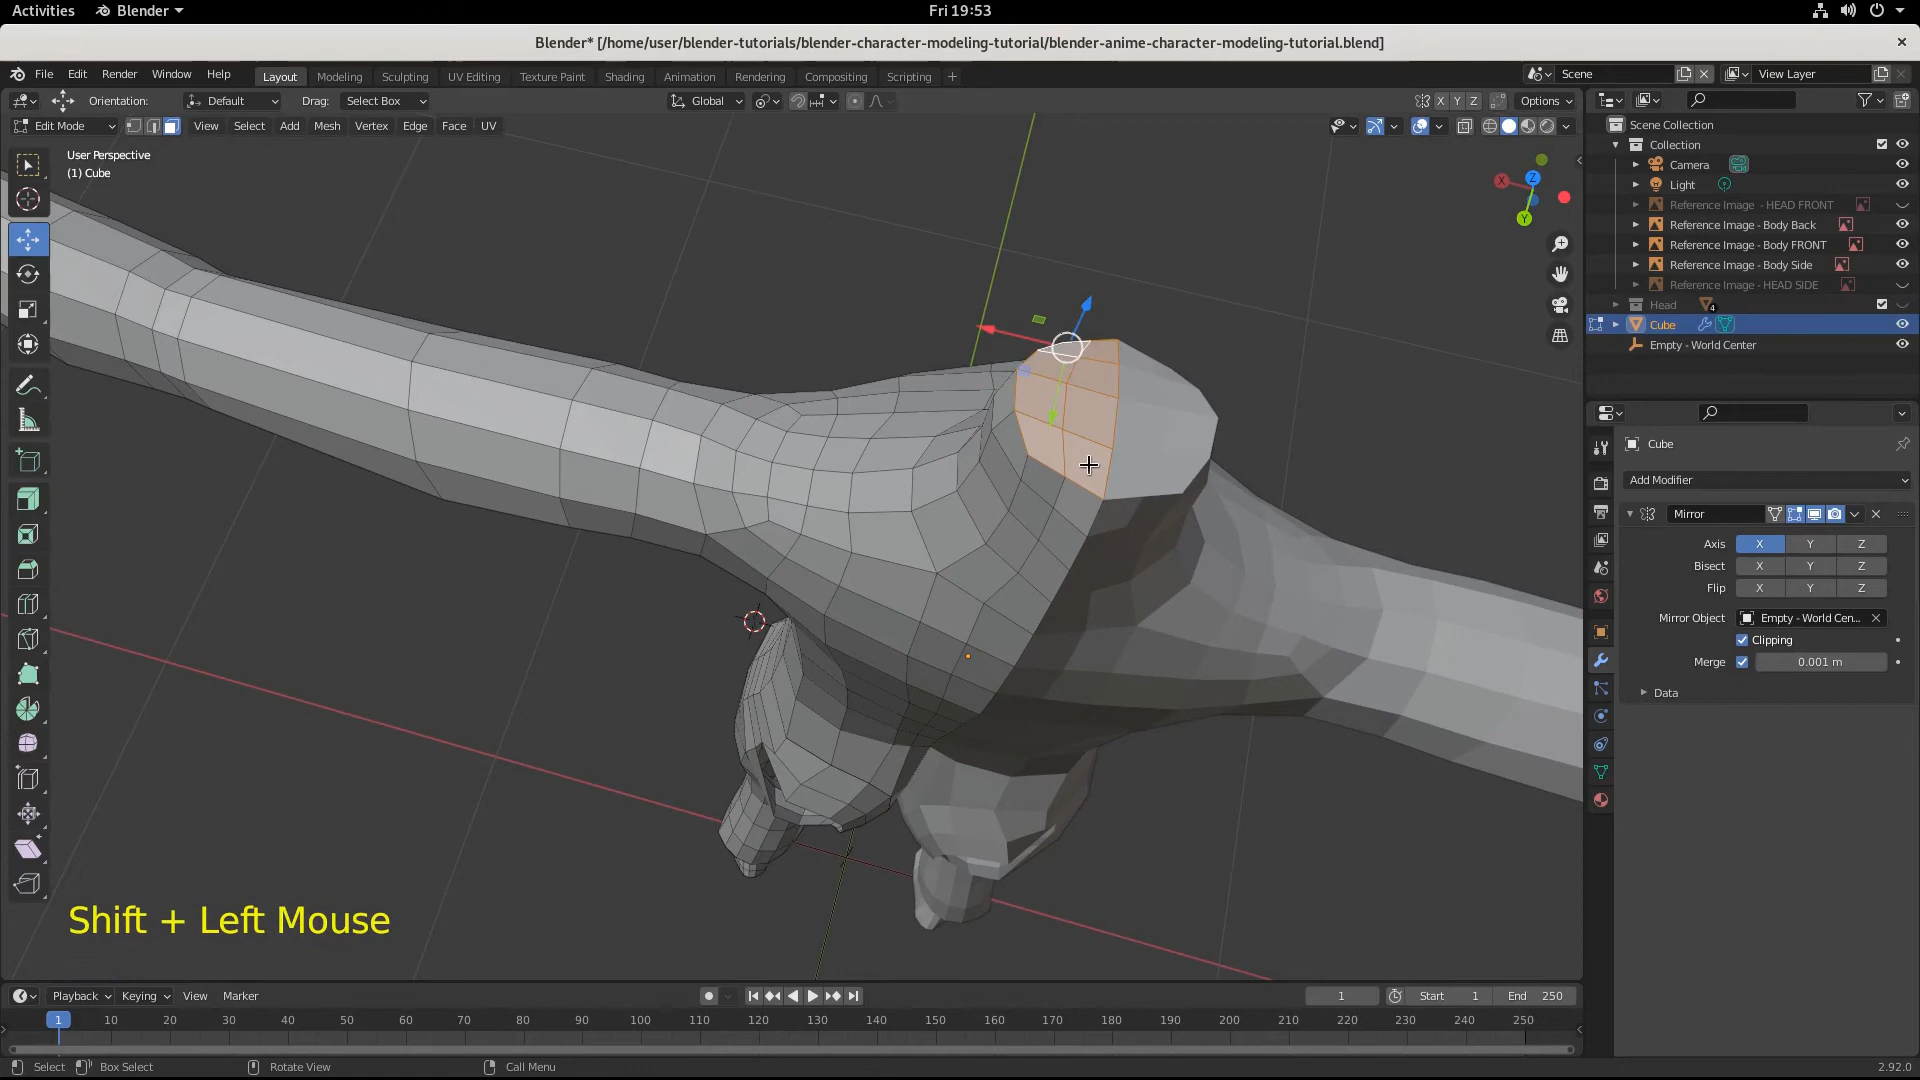 Activities Blender Fri 19:53
Blender* [/home/user/blender-tutorials/blender-character-modeling-tutorial/blender-anime-character-modeling-tutorial.blend]
File Edit Render Window Help Layout Modeling Sculpting UV Editing Texture Paint Shading Animation Rendering Compositing Scripting + Scene View Layer
Orientation: Default Drag: Select Box Global X Y Z Options
Edit Mode View Select Add Mesh Vertex Edge Face UV
User Perspective
(1) Cube
X Z Y
Scene Collection
Collection
Camera
Light
Reference Image - HEAD FRONT
Reference Image - Body Back
Reference Image - Body FRONT
Reference Image - Body Side
Reference Image - HEAD SIDE
Head 4
Cube
Empty - World Center
Cube
Add Modifier
Mirror
Axis X Y Z
Bisect X Y Z
Flip X Y Z
Mirror Object Empty - World Cen...
Clipping
Merge 0.001 m
Data
Shift + Left Mouse
Playback Keying View Marker 1 Start 1 End 250
1 10 20 30 40 50 60 70 80 90 100 110 120 130 140 150 160 170 180 190 200 210 220 230 240 250
Select Box Select Rotate View Call Menu 2.92.0